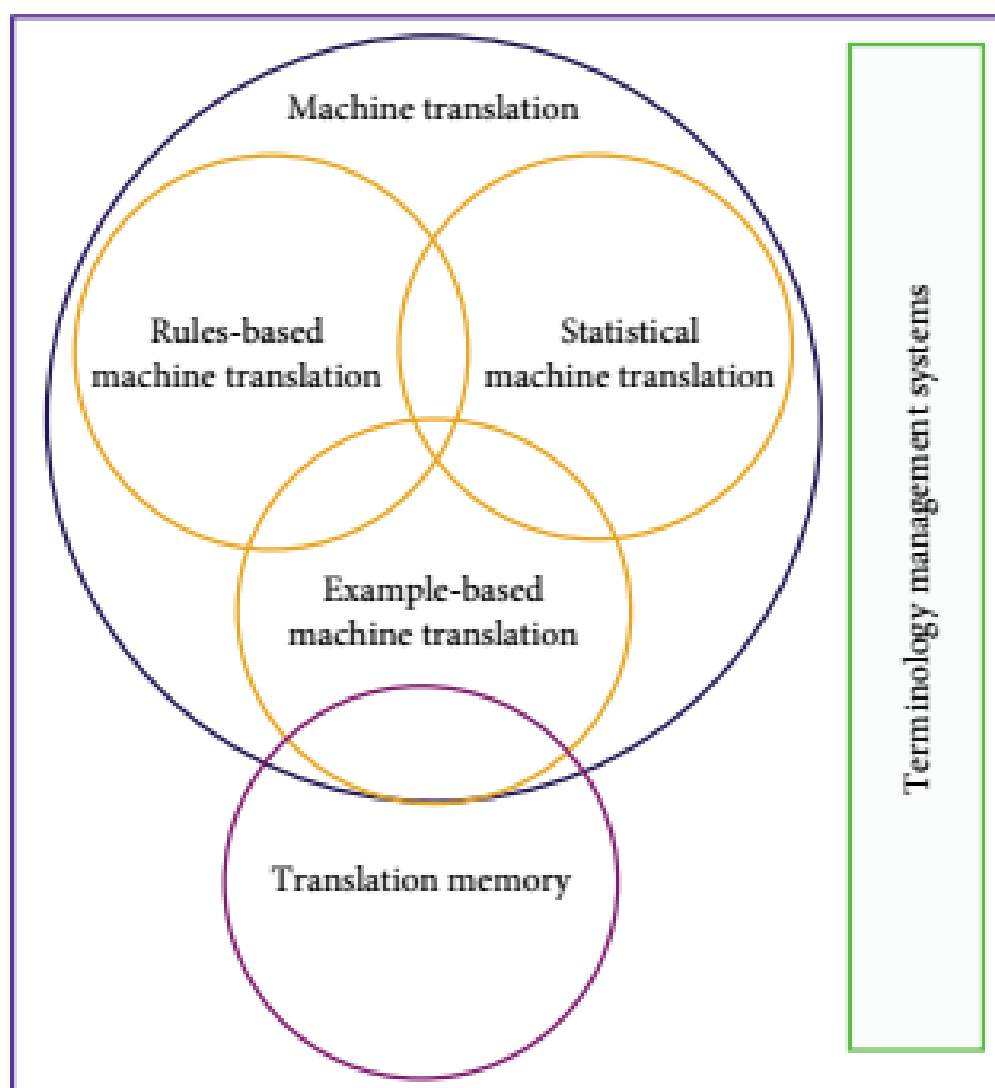 Machine translation
Rules-based
machine translation
Statistical
machine translation
Example-based
machine translation
Translation memory
Terminology management systems